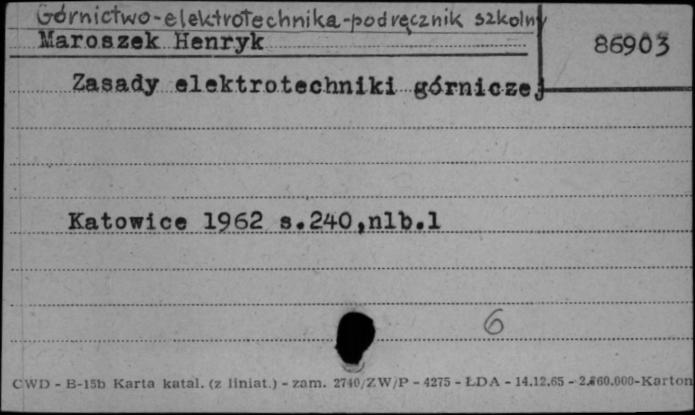 Górnictwo-elektrotechnika-podręcznik szkolny
Maroszek Henryk
86903
Zasady elektrotechniki górniczej
Katowice 1962 s.240,nlb.1
6
CWD - B-15b Karta katal. (z liniat.) - zam. 2740/ZW/P - 4275 - ŁDA - 14.12.65 - 2.860.000-Karton